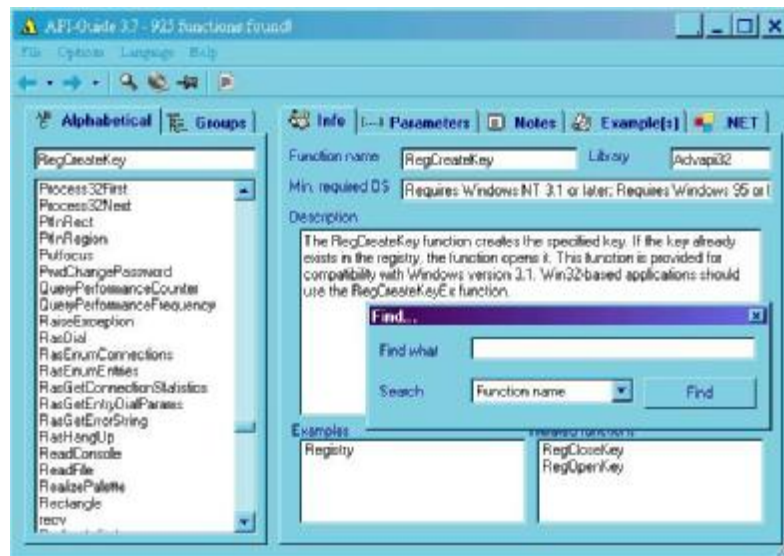 API-Guide 3.7 - 925 functions found!
File Options Language Help
Alphabetical Groups
Info Parameters Notes Example(s) .NET
RegCreateKey
Function name RegCreateKey Library Advapi32
Min. required OS Requires Windows NT 3.1 or later; Requires Windows 95 or l
Description
The RegCreateKey function creates the specified key. If the key already
exists in the registry, the function opens it. This function is provided for
compatibility with Windows version 3.1. Win32-based applications should
use the RegCreateKeyEx function.
Process32First
Process32Next
PtInRect
PtInRegion
Putfocus
PwdChangePassword
QueryPerformanceCounter
QueryPerformanceFrequency
RaiseException
RasDial
RasEnumConnections
RasEnumEntries
RasGetConnectionStatistics
RasGetEntryDialParams
RasGetErrorString
RasHangUp
ReadConsole
ReadFile
RealizePalette
Rectangle
recv
Find...
Find what
Search Function name Find
Examples
Registry
functions
RegCloseKey
RegOpenKey